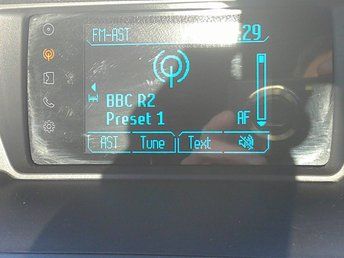 FM-AST :29
BBC R2
Preset 1 AF
AST Tune Text